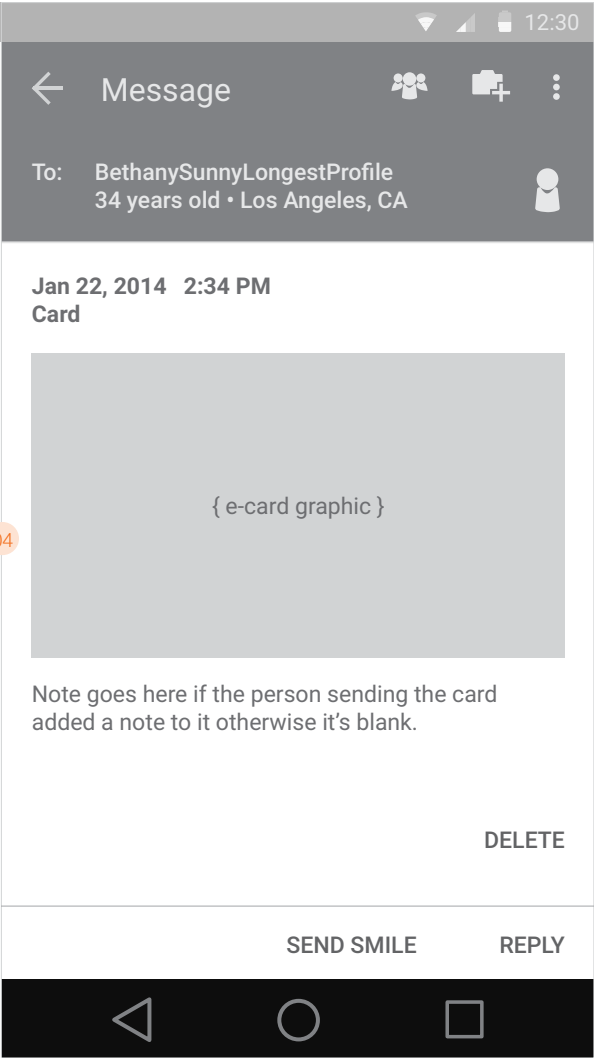 12:30
Message
To: BethanySunnyLongestProfile
34 years old • Los Angeles, CA
Jan 22, 2014 2:34 PM
Card
{ e-card graphic }
04
Note goes here if the person sending the card
added a note to it otherwise it’s blank.
DELETE
SEND SMILE REPLY